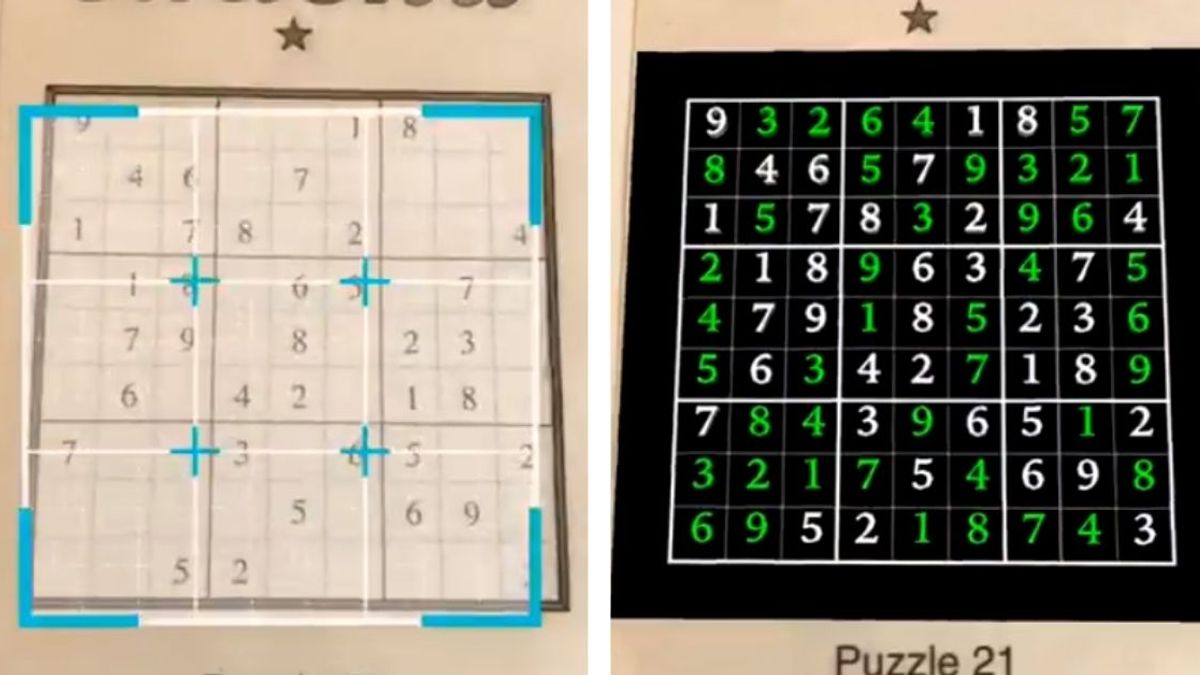 9 1 8
4 6 7
1 7 8 2 4
1 8 6 3 7
7 9 8 2 3
6 4 2 1 8
7 3 6 5 2
5 6 9
5 2
9 3 2 6 4 1 8 5 7
8 4 6 5 7 9 3 2 1
1 5 7 8 3 2 9 6 4
2 1 8 9 6 3 4 7 5
4 7 9 1 8 5 2 3 6
5 6 3 4 2 7 1 8 9
7 8 4 3 9 6 5 1 2
3 2 1 7 5 4 6 9 8
6 9 5 2 1 8 7 4 3
Puzzle 21